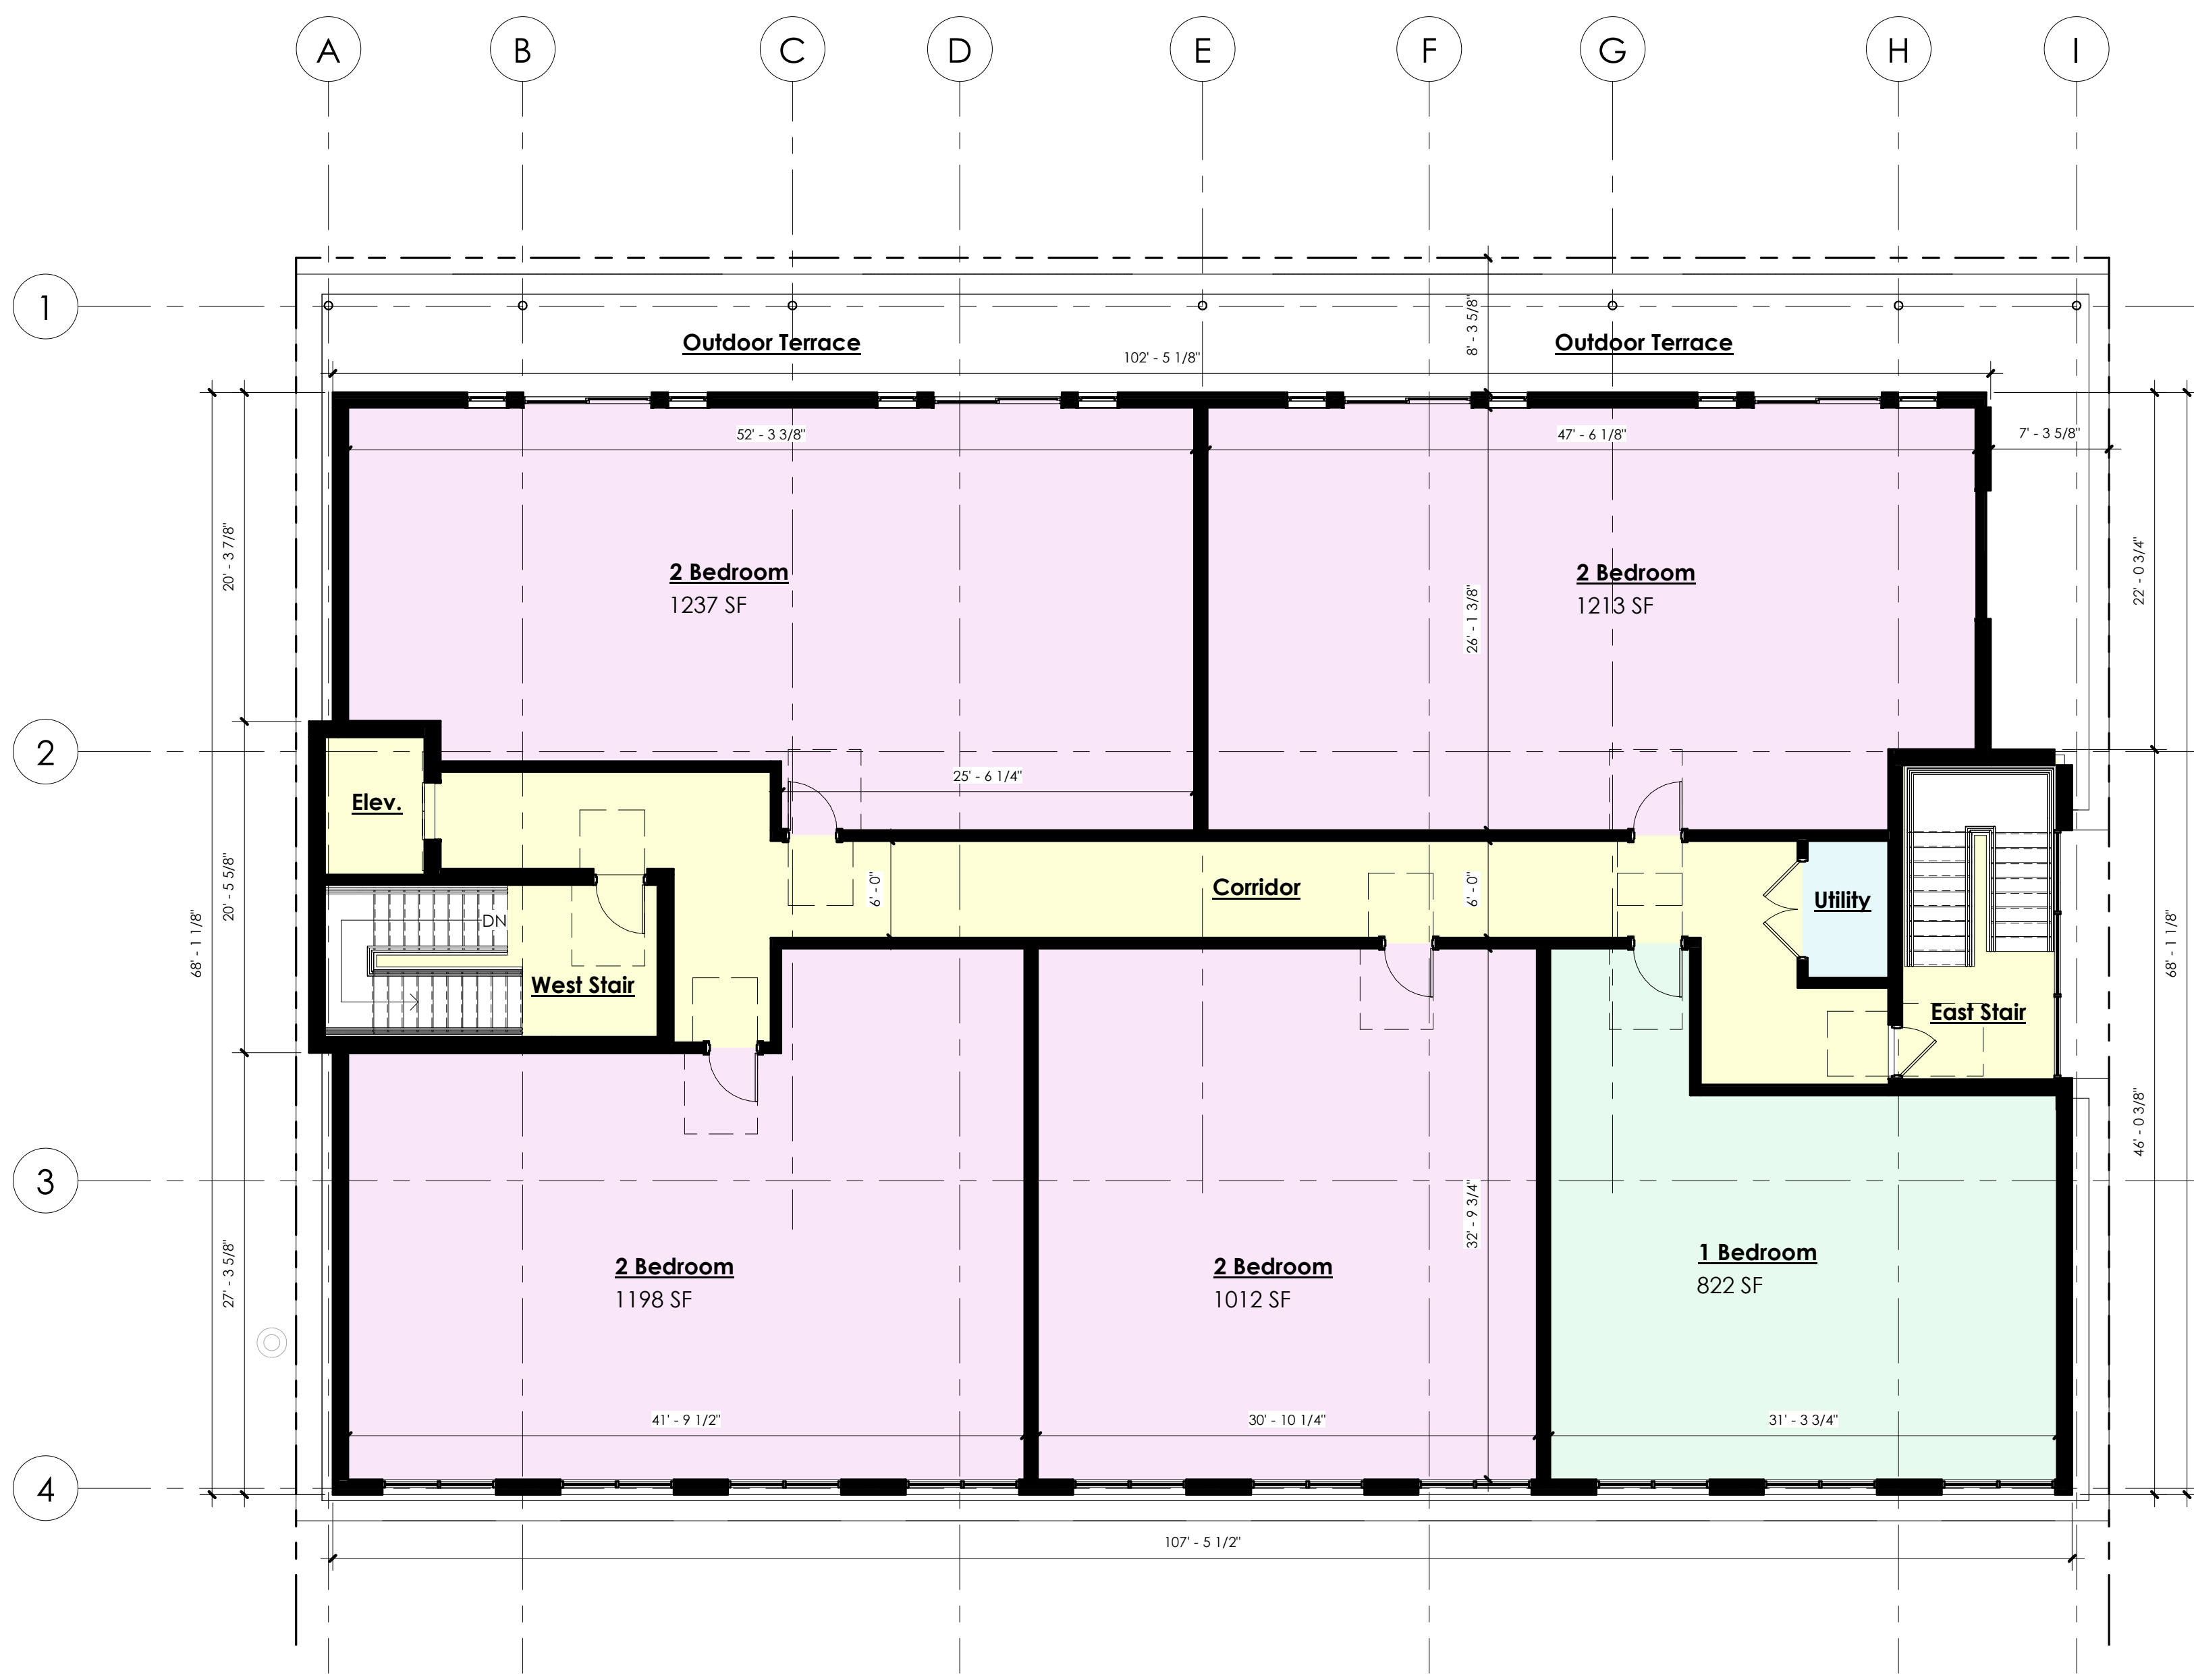 A B C D E F G H I
1
8' - 3 5/8"
Outdoor Terrace
Outdoor Terrace
102' - 5 1/8"
52' - 3 3/8"
47' - 6 1/8"
7' - 3 5/8"
20' - 3 7/8"
2 Bedroom
1237 SF
26' - 1 3/8"
2 Bedroom
1213 SF
22' - 0 3/4"
2
25' - 6 1/4"
Elev.
6' - 0"
Corridor
6' - 0"
Utility
20' - 5 5/8"
68' - 1 1/8"
DN
West Stair
East Stair
68' - 1 1/8"
46' - 0 3/8"
3
27' - 3 5/8"
2 Bedroom
1198 SF
2 Bedroom
1012 SF
32' - 9 3/4"
1 Bedroom
822 SF
41' - 9 1/2"
30' - 10 1/4"
31' - 3 3/4"
4
107' - 5 1/2"